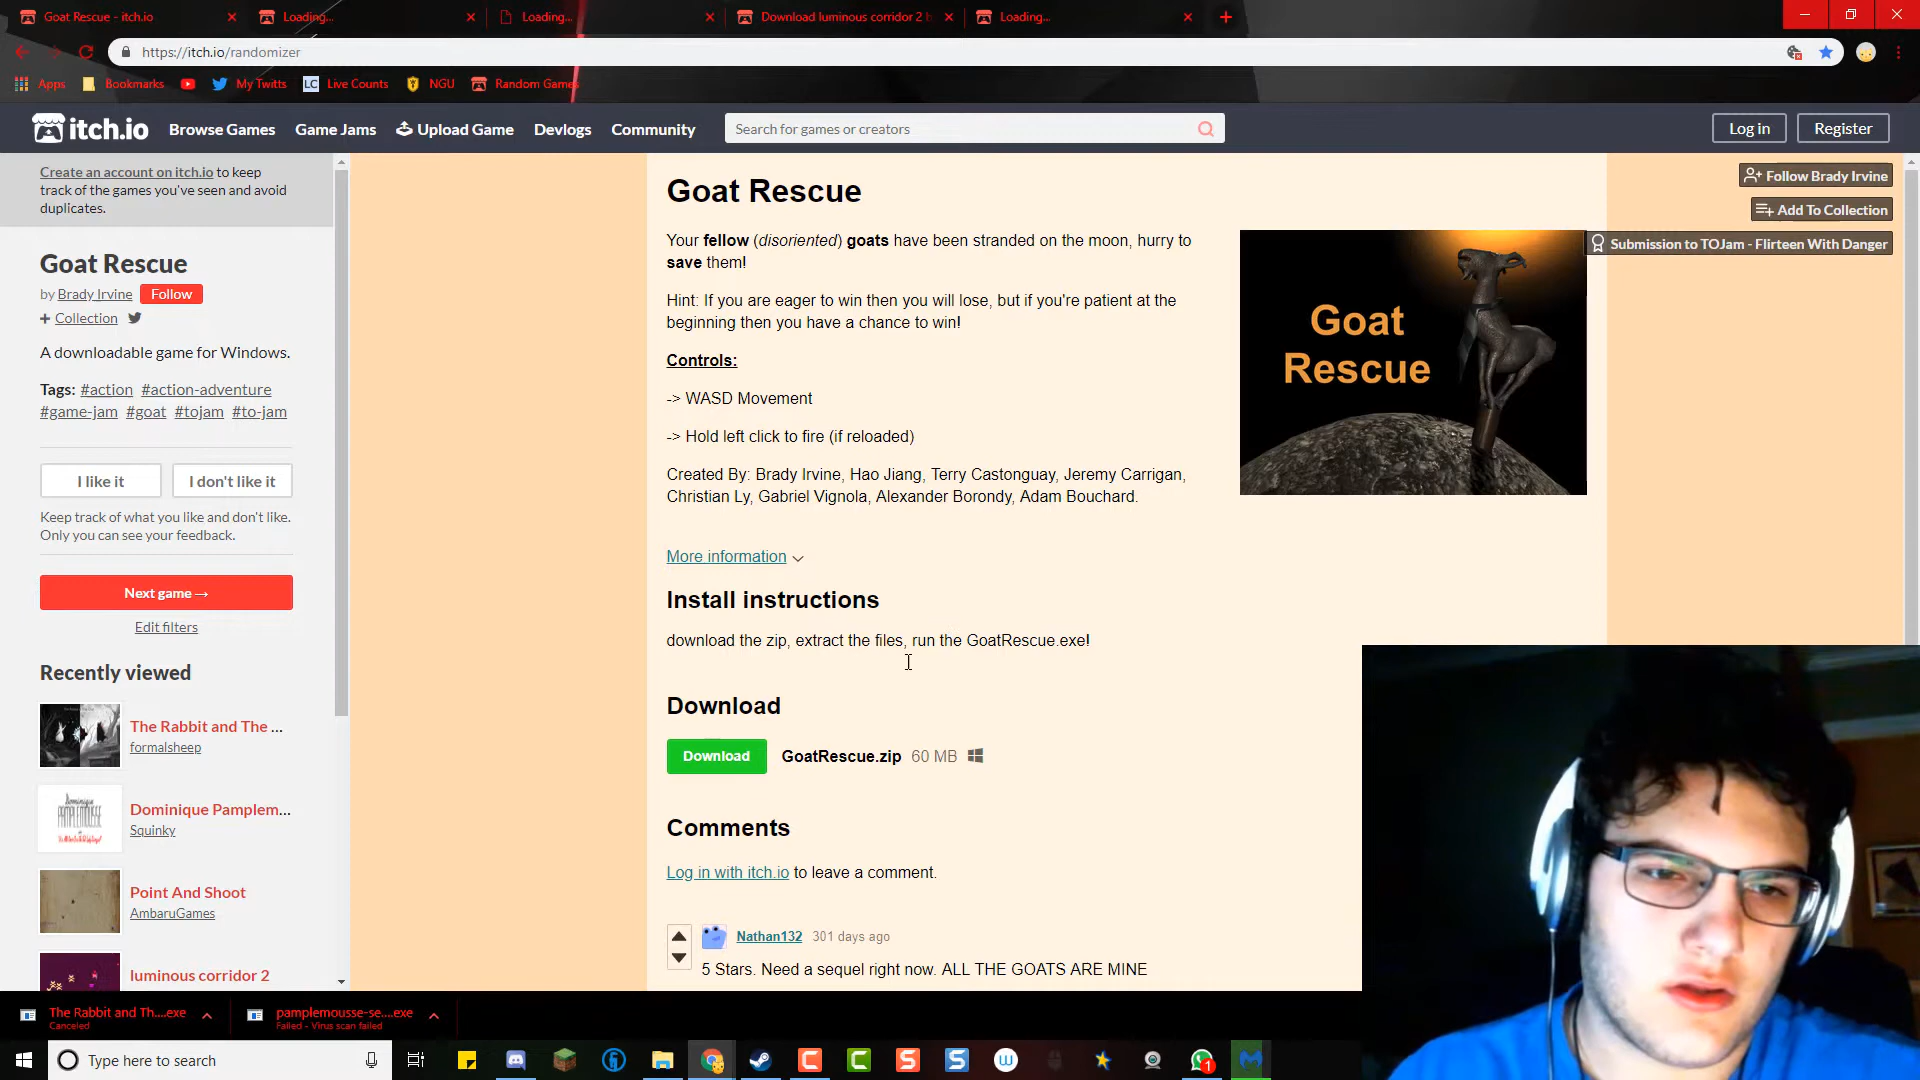 Goat Rescue - itch.io
Loading...
Loading...
Download luminous corridor 2 b
Loading...
https://itch.io/randomizer
Apps
Bookmarks
My Twitts
LC Live Counts
NGU
Random Game
itch.io
Browse Games
Game Jams
Upload Game
Devlogs
Community
Search for games or creators
Log in
Register
Create an account on itch.io to keep
track of the games you've seen and avoid
duplicates.
Goat Rescue
by Brady Irvine
Follow
+ Collection
A downloadable game for Windows.
Tags: #action #action-adventure
#game-jam #goat #tojam #to-jam
I like it
I don't like it
Keep track of what you like and don't like.
Only you can see your feedback.
Next game →
Edit filters
Recently viewed
The Rabbit and The ...
formalsheep
Dominique Pamplem...
Squinky
Point And Shoot
AmbaruGames
luminous corridor 2
Goat Rescue
Your fellow (disoriented) goats have been stranded on the moon, hurry to
save them!
Hint: If you are eager to win then you will lose, but if you're patient at the
beginning then you have a chance to win!
Controls:
-> WASD Movement
-> Hold left click to fire (if reloaded)
Created By: Brady Irvine, Hao Jiang, Terry Castonguay, Jeremy Carrigan,
Christian Ly, Gabriel Vignola, Alexander Borondy, Adam Bouchard.
More information
Install instructions
download the zip, extract the files, run the GoatRescue.exe!
Download
Download
GoatRescue.zip 60 MB
Comments
Log in with itch.io to leave a comment.
Nathan132 301 days ago
5 Stars. Need a sequel right now. ALL THE GOATS ARE MINE
Goat
Rescue
Follow Brady Irvine
Add To Collection
Submission to TOJam - Flirteen With Danger
The Rabbit and Th....exe
Canceled
pamplemousse-se....exe
Failed - Virus scan failed
Type here to search
1